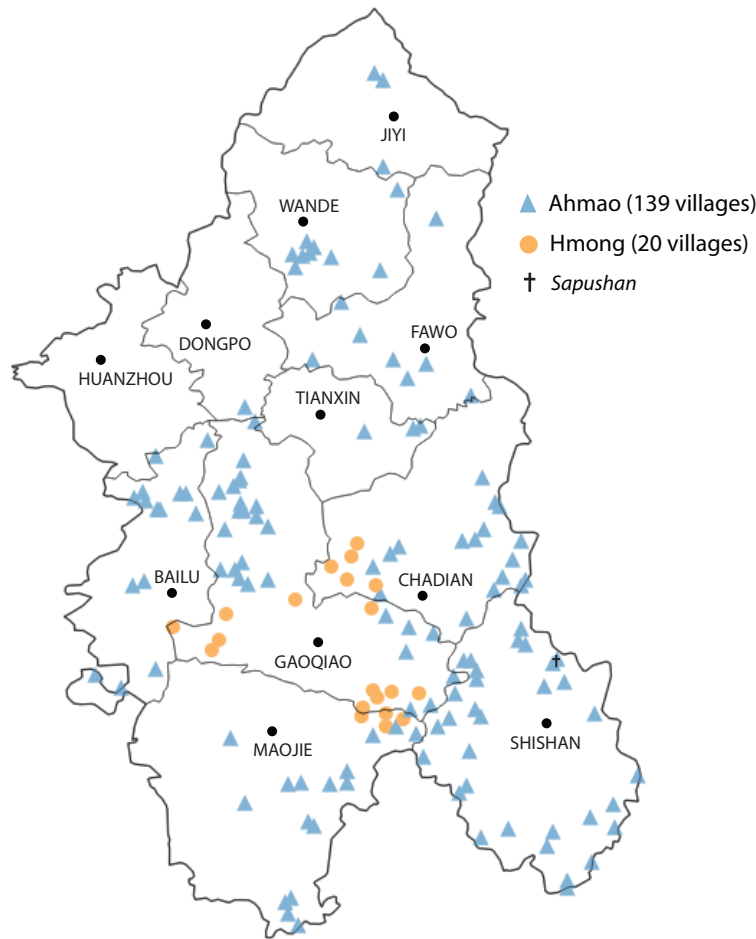 JIYI
WANDE
Ahmao (139 villages)
Hmong (20 villages)
† Sapushan
DONGPO
FAWO
HUANZHOU
TIANXIN
BAILU
CHADIAN
GAOQIAO
†
MAOJIE
SHISHAN